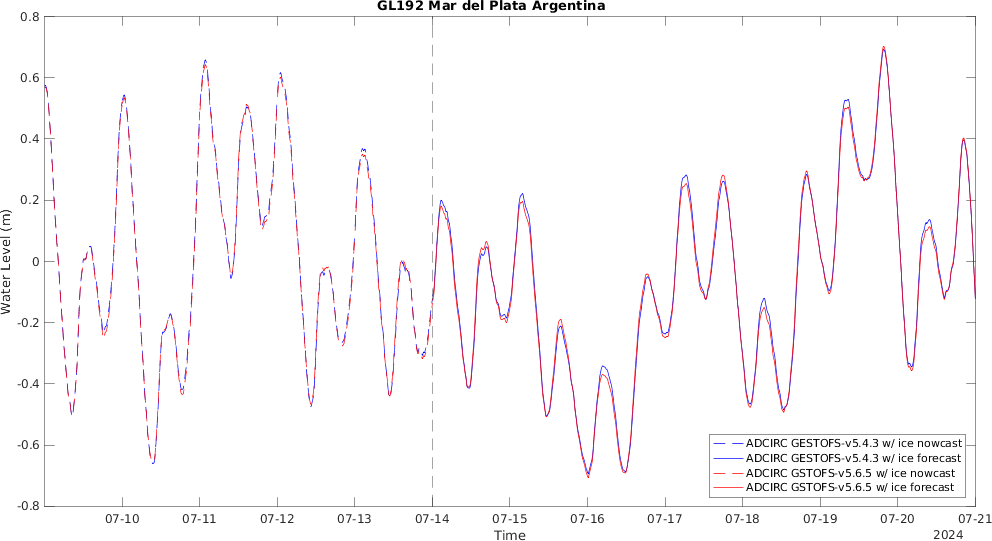 GL192 Mar del Plata Argentina
0.8
0.6
0.4
0.2
0
-0.2
-0.4
-0.6
-0.8
Water Level (m)
07-10 07-11 07-12 07-13 07-14 07-15 07-16 07-17 07-18 07-19 07-20 07-21
Time
2024
ADCIRC GESTOFS-v5.4.3 w/ ice nowcast
ADCIRC GESTOFS-v5.4.3 w/ ice forecast
ADCIRC GSTOFS-v5.6.5 w/ ice nowcast
ADCIRC GSTOFS-v5.6.5 w/ ice forecast